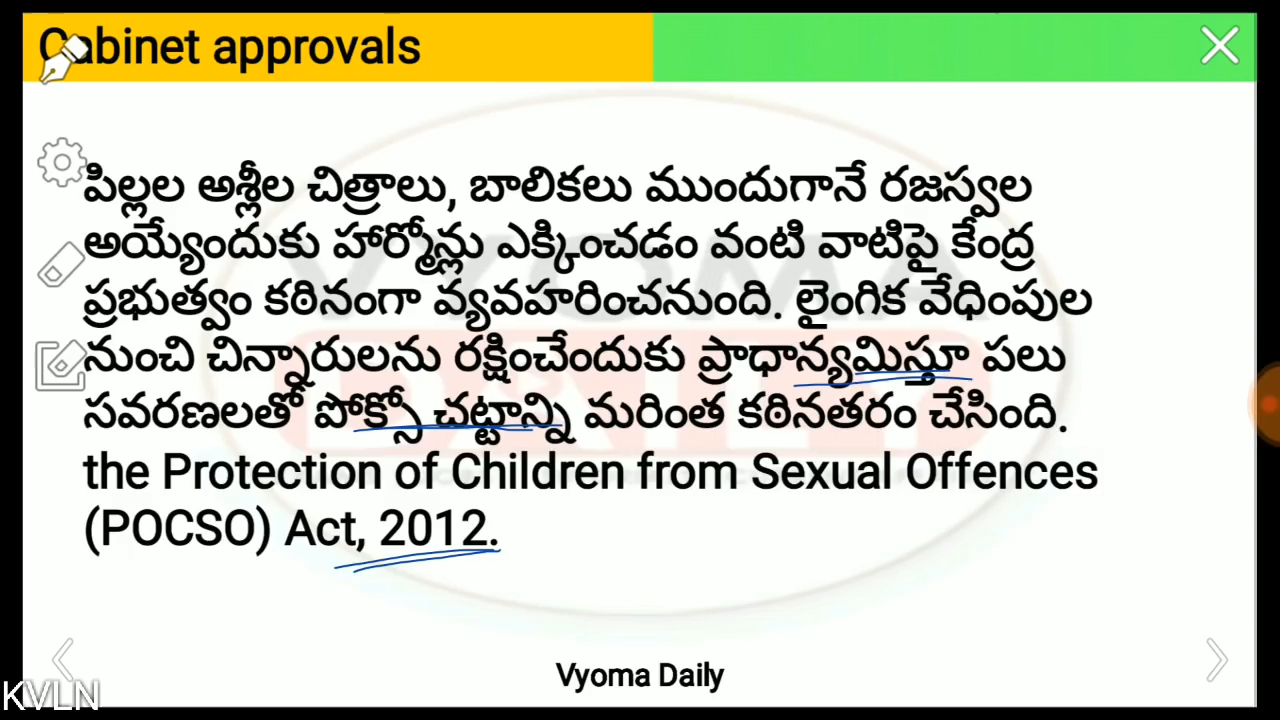 Cabinet approvals
పిల్లల అశ్లీల చిత్రాలు, బాలికలు ముందుగానే రజస్వల
అయ్యేందుకు హార్మోన్లు ఎక్కించడం వంటి వాటిపై కేంద్ర
ప్రభుత్వం కఠినంగా వ్యవహరించనుంది. లైంగిక వేధింపుల
నుంచి చిన్నారులను రక్షించేందుకు ప్రాధాన్యమిస్తూ పలు
సవరణలతో పోక్సో చట్టాన్ని మరింత కఠినతరం చేసింది.
the Protection of Children from Sexual Offences
(POCSO) Act, 2012.
Vyoma Daily
KVLN